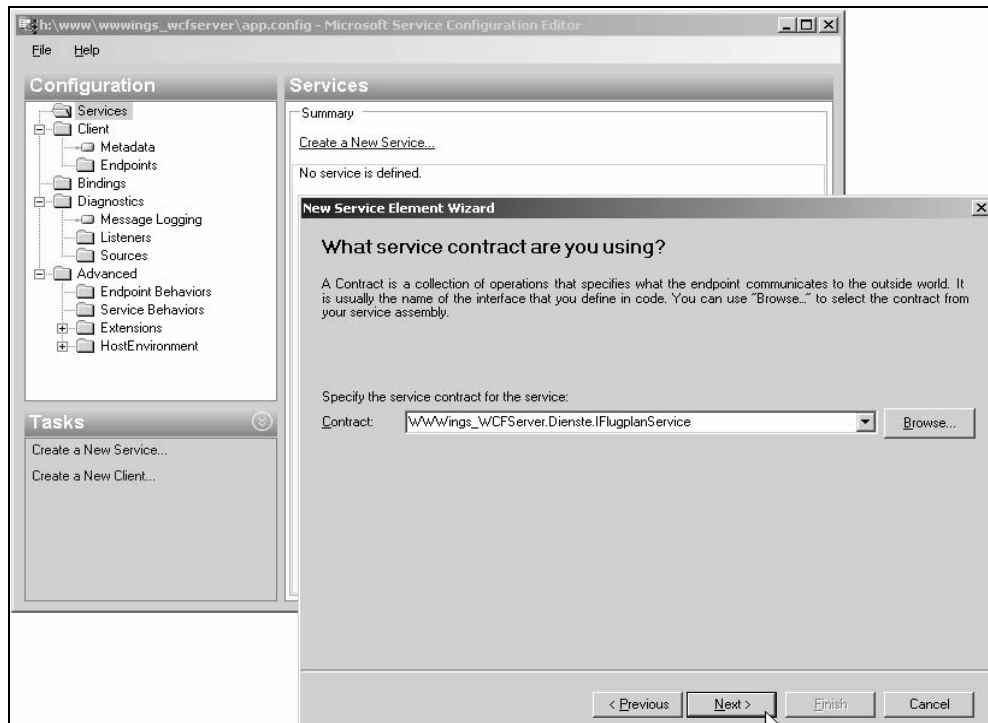 h:\www\wwwings_wcfserver\app.config - Microsoft Service Configuration Editor
File Help
Configuration
Services
Client
Metadata
Endpoints
Bindings
Diagnostics
Message Logging
Listeners
Sources
Advanced
Endpoint Behaviors
Service Behaviors
Extensions
HostEnvironment
Tasks
Create a New Service...
Create a New Client...
Services
Summary
Create a New Service...
No service is defined.
New Service Element Wizard
What service contract are you using?
A Contract is a collection of operations that specifies what the endpoint communicates to the outside world. It
is usually the name of the interface that you define in code. You can use "Browse..." to select the contract from
your service assembly.
Specify the service contract for the service:
Contract: WWWings_WCFServer.Dienste.IFlugplanService Browse...
< Previous Next > Finish Cancel